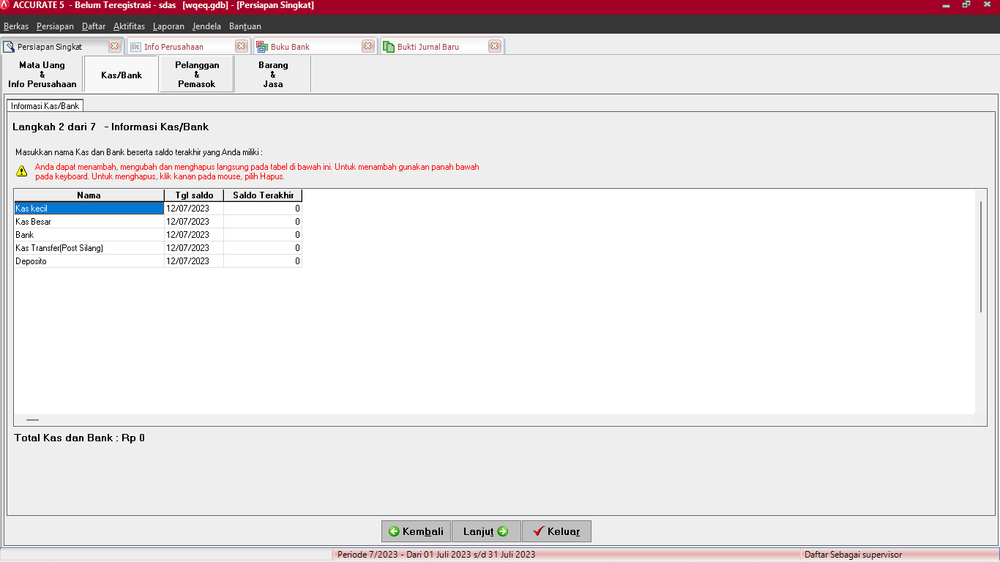 ACCURATE 5 - Belum Teregistrasi - sdas [wqeq.gdb] - [Persiapan Singkat]
Berkas Persiapan Daftar Aktifitas Laporan Jendela Bantuan
Persiapan Singkat Info Perusahaan Buku Bank Bukti Jurnal Baru
Mata Uang
&
Info Perusahaan
Kas/Bank
Pelanggan
&
Pemasok
Barang
&
Jasa
Informasi Kas/Bank
Langkah 2 dari 7 - Informasi Kas/Bank
Masukkan nama Kas dan Bank beserta saldo terakhir yang Anda miliki :
Anda dapat menambah, mengubah dan menghapus langsung pada tabel di bawah ini. Untuk menambah gunakan panah bawah
pada keyboard. Untuk menghapus, klik kanan pada mouse, pilih Hapus.
Nama Tgl saldo Saldo Terakhir
Kas kecil 12/07/2023 0
Kas Besar 12/07/2023 0
Bank 12/07/2023 0
Kas Transfer(Post Silang) 12/07/2023 0
Deposito 12/07/2023 0
Total Kas dan Bank : Rp 0
Kembali Lanjut Keluar
Periode 7/2023 - Dari 01 Juli 2023 s/d 31 Juli 2023 Daftar Sebagai supervisor